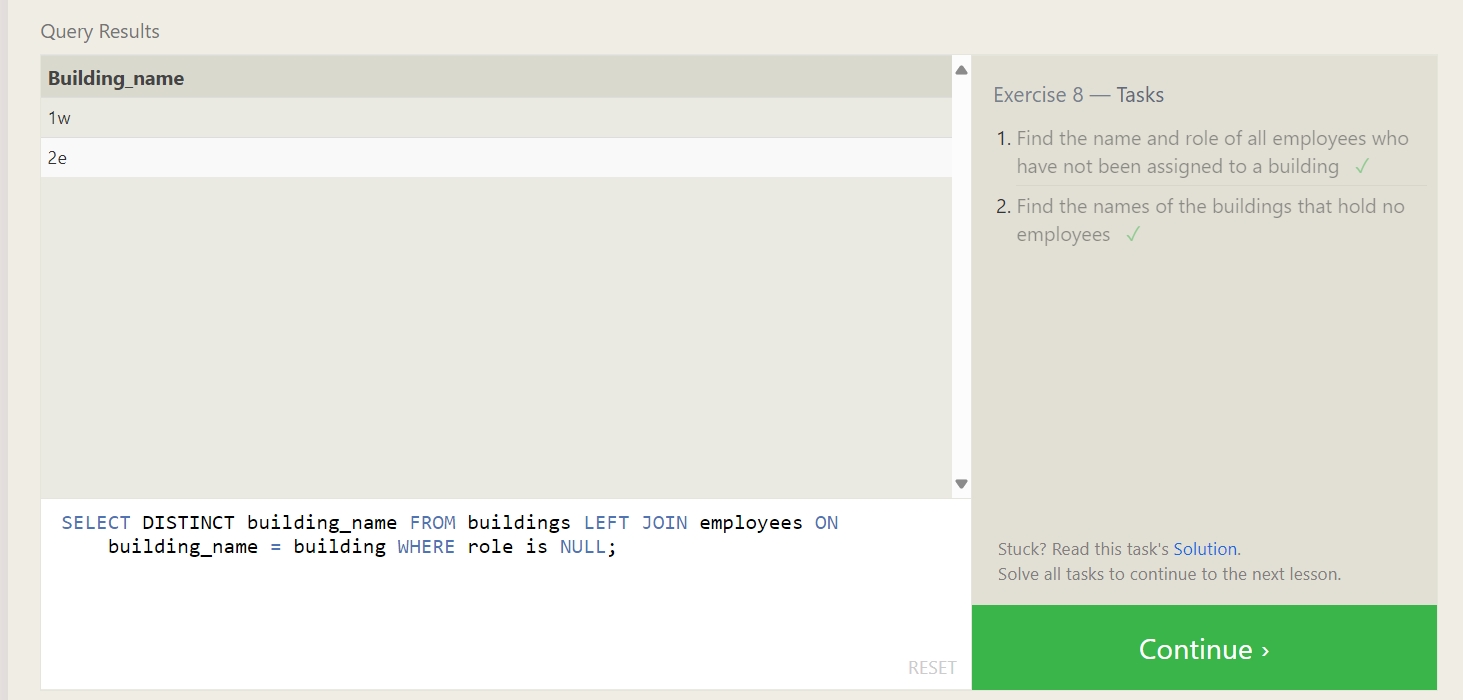 Query Results
Building_name
1w
2e
SELECT DISTINCT building_name FROM buildings LEFT JOIN employees ON
building_name = building WHERE role is NULL;
RESET
Exercise 8 — Tasks
1. Find the name and role of all employees who
have not been assigned to a building ✓
2. Find the names of the buildings that hold no
employees ✓
Stuck? Read this task's Solution.
Solve all tasks to continue to the next lesson.
Continue ›